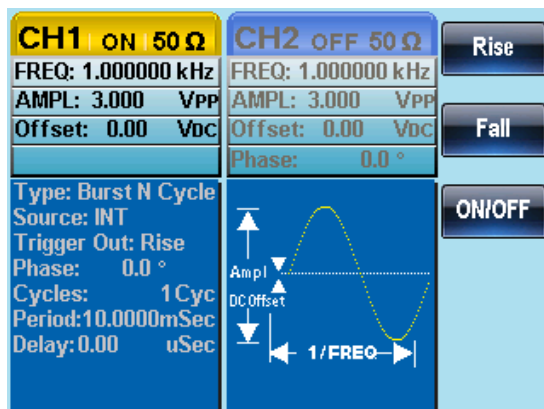 CH1 ON 50 Ω
FREQ: 1.000000 kHz
AMPL: 3.000 VPP
Offset: 0.00 VDC
CH2 OFF 50 Ω
FREQ: 1.000000 kHz
AMPL: 3.000 VPP
Offset: 0.00 VDC
Phase: 0.0 °
Type: Burst N Cycle
Source: INT
Trigger Out: Rise
Phase: 0.0 °
Cycles: 1 Cyc
Period:10.0000mSec
Delay:0.00 uSec
Ampl
DC Offset
1/FREQ
Rise
Fall
ON/OFF